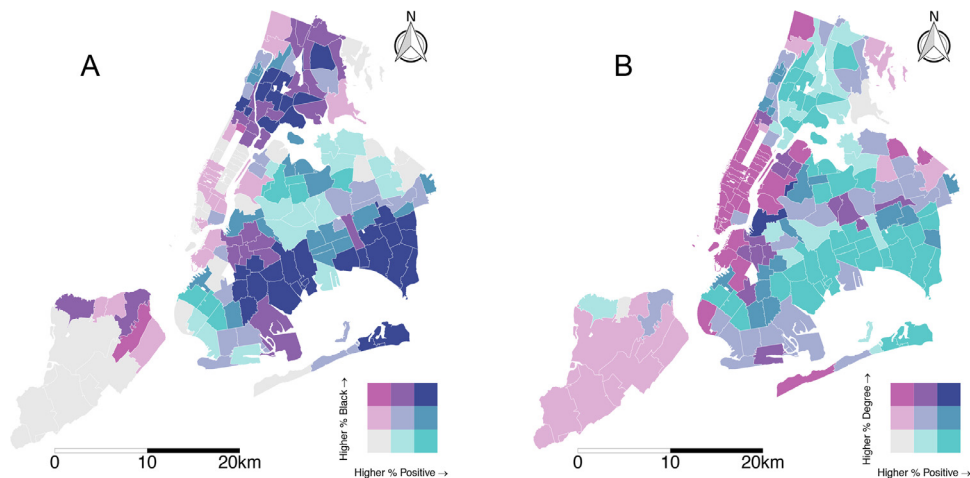 A
N
Higher % Black →
0
10
20km
Higher % Positive →
B
N
Higher % Degree →
0
10
20km
Higher % Positive →